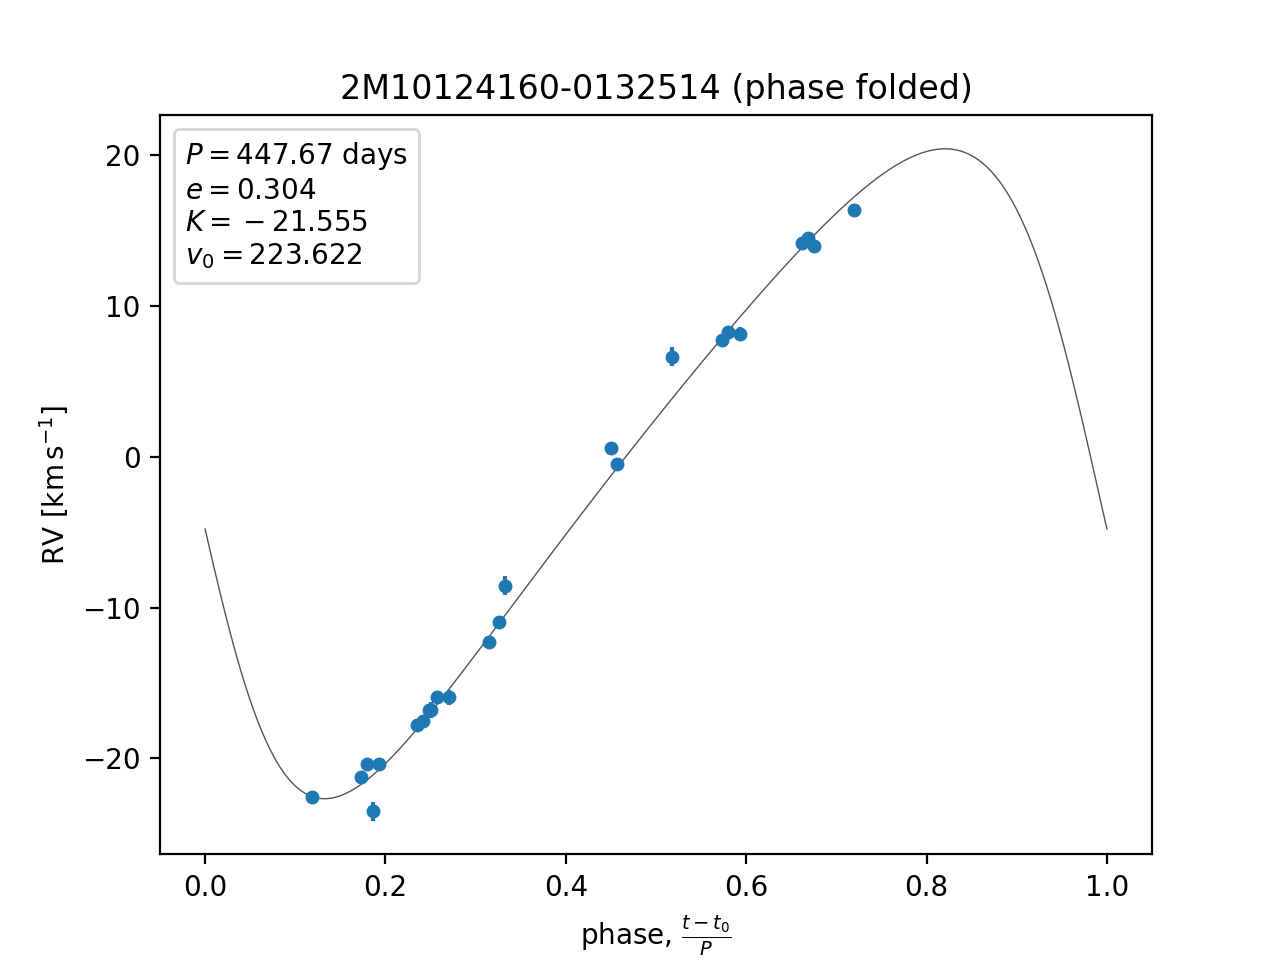 2M10124160-0132514 (phase folded)
P = 447.67 days
e = 0.304
K = − 21.555
v₀ = 223.622
20
10
0
−10
−20
RV [km s⁻¹]
0.0 0.2 0.4 0.6 0.8 1.0
phase, (t − t₀)/P